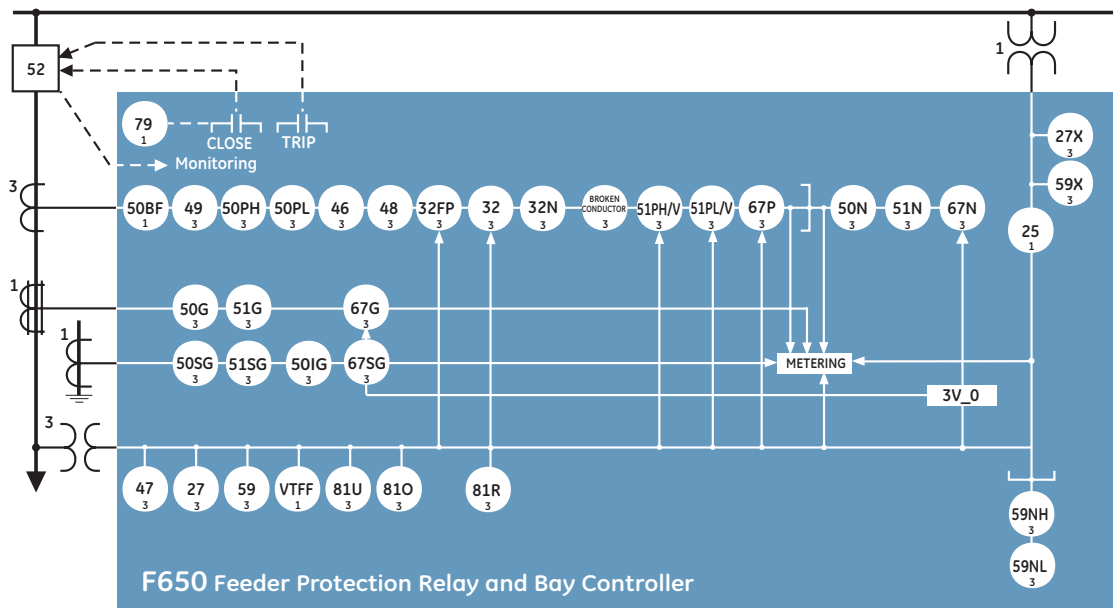 1
52
79
1
CLOSE
TRIP
Monitoring
27X
3
59X
3
25
1
3
50BF
1
49
3
50PH
3
50PL
3
46
3
48
3
32FP
3
32
3
32N
3
BROKEN
CONDUCTOR
3
51PH/V
3
51PL/V
3
67P
3
50N
3
51N
3
67N
3
1
50G
3
51G
3
67G
3
1
50SG
3
51SG
3
50IG
3
67SG
3
METERING
3V_0
3
47
3
27
3
59
3
VTFF
1
81U
3
81O
3
81R
3
59NH
3
59NL
3
F650 Feeder Protection Relay and Bay Controller